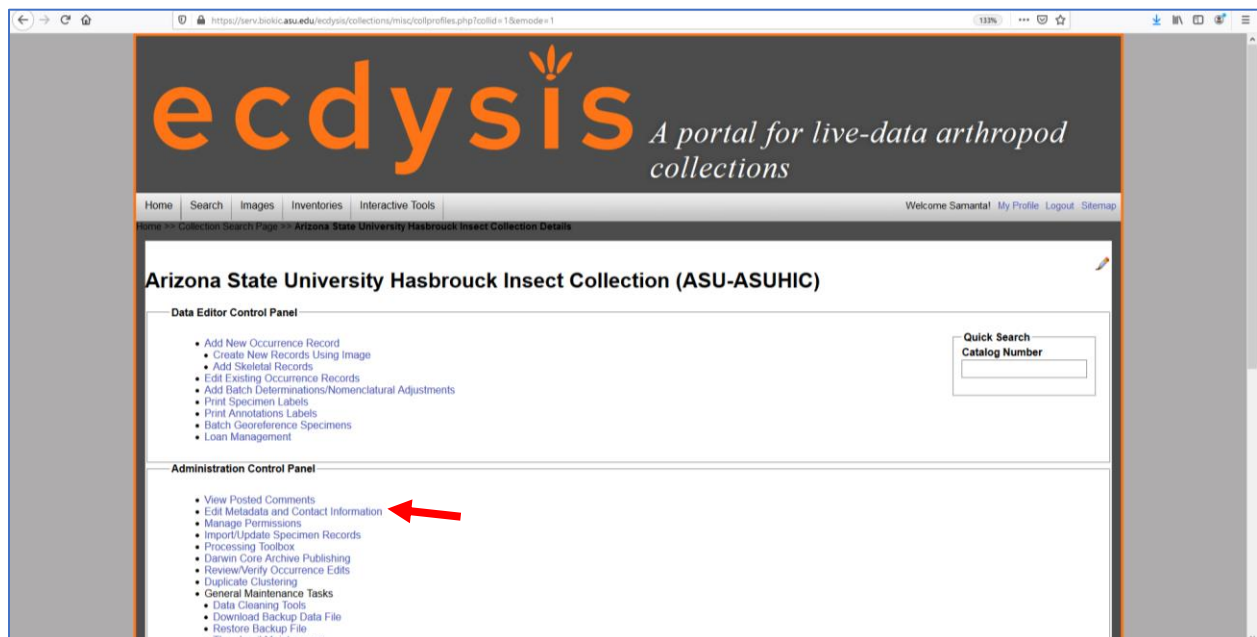 https://serv.biokic.asu.edu/ecdysis/collections/misc/collprofiles.php?collid=1&emode=1
133%
ecdysis
A portal for live-data arthropod
collections
Home Search Images Inventories Interactive Tools
Welcome Samanta! My Profile Logout Sitemap
Home >> Collection Search Page >> Arizona State University Hasbrouck Insect Collection Details
Arizona State University Hasbrouck Insect Collection (ASU-ASUHIC)
Data Editor Control Panel
Add New Occurrence Record
Create New Records Using Image
Add Skeletal Records
Edit Existing Occurrence Records
Add Batch Determinations/Nomenclatural Adjustments
Print Specimen Labels
Print Annotations Labels
Batch Georeference Specimens
Loan Management
Quick Search
Catalog Number
Administration Control Panel
View Posted Comments
Edit Metadata and Contact Information
Manage Permissions
Import/Update Specimen Records
Processing Toolbox
Darwin Core Archive Publishing
Review/Verify Occurrence Edits
Duplicate Clustering
General Maintenance Tasks
Data Cleaning Tools
Download Backup Data File
Restore Backup File